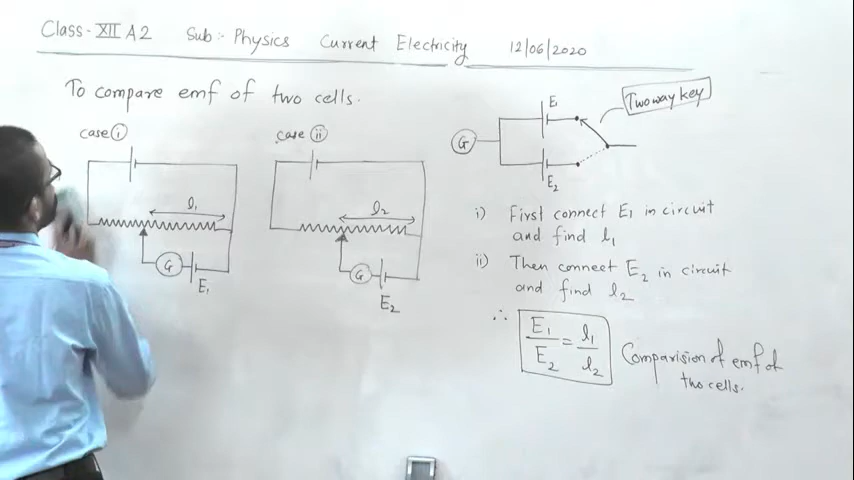 Class-XII A2 Sub:- Physics Current Electricity 12/06/2020
To compare emf of two cells.
case (i)
l1
G
E1
case (ii)
l2
G
E2
G
E1
E2
Two way key
i) First connect E1 in circuit
and find l1
ii) Then connect E2 in circuit
and find l2
∴ E1/E2 = l1/l2
Comparision of emf of
two cells.